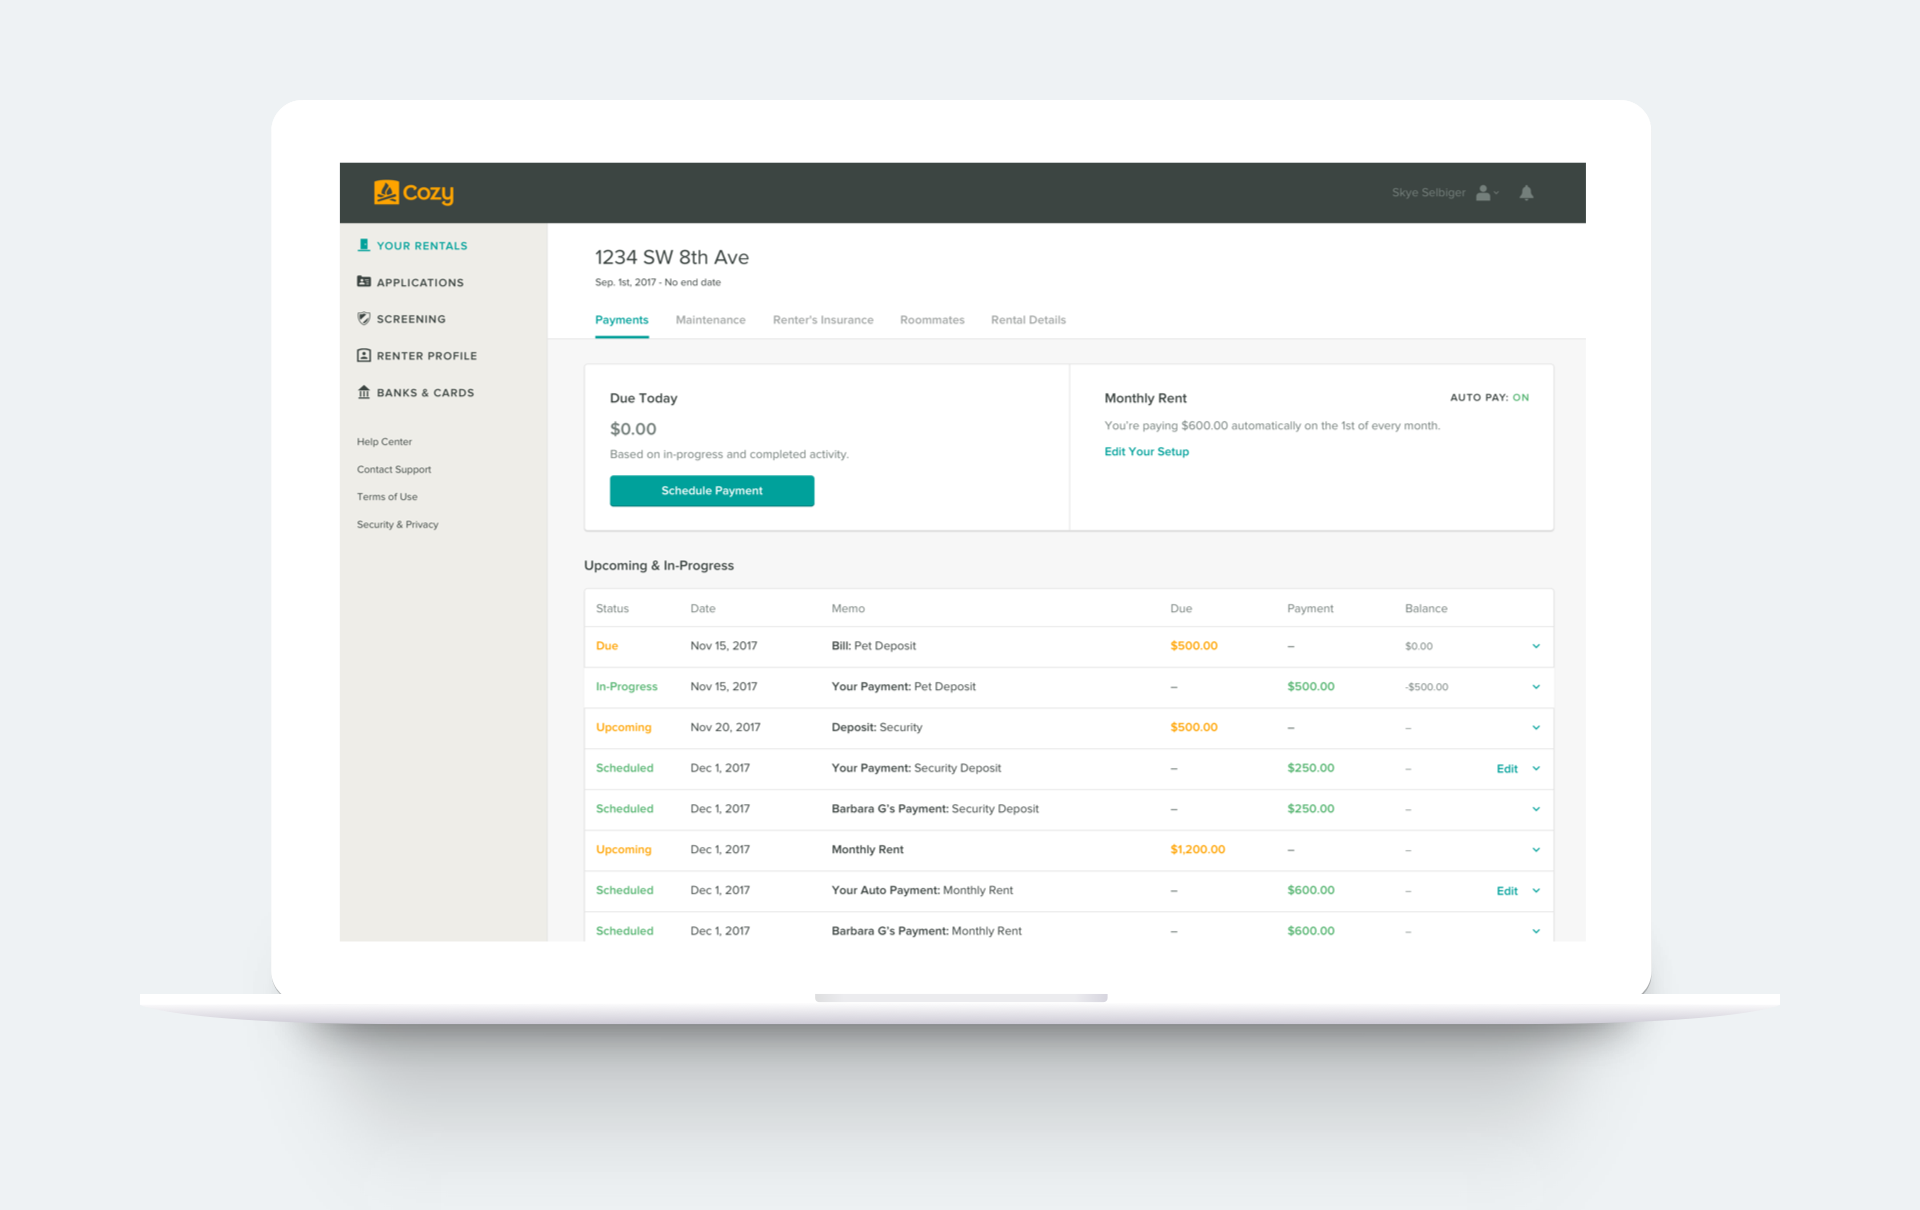 Cozy
Skye Selbiger
YOUR RENTALS
APPLICATIONS
SCREENING
RENTER PROFILE
BANKS & CARDS
Help Center
Contact Support
Terms of Use
Security & Privacy
1234 SW 8th Ave
Sep. 1st, 2017 - No end date
Payments Maintenance Renter's Insurance Roommates Rental Details
Due Today
$0.00
Based on in-progress and completed activity.
Schedule Payment
Monthly Rent AUTO PAY: ON
You're paying $600.00 automatically on the 1st of every month.
Edit Your Setup
Upcoming & In-Progress
Status Date Memo Due Payment Balance
Due Nov 15, 2017 Bill: Pet Deposit $500.00 – $0.00
In-Progress Nov 15, 2017 Your Payment: Pet Deposit – $500.00 -$500.00
Upcoming Nov 20, 2017 Deposit: Security $500.00 – –
Scheduled Dec 1, 2017 Your Payment: Security Deposit – $250.00 – Edit
Scheduled Dec 1, 2017 Barbara G's Payment: Security Deposit – $250.00 –
Upcoming Dec 1, 2017 Monthly Rent $1,200.00 – –
Scheduled Dec 1, 2017 Your Auto Payment: Monthly Rent – $600.00 – Edit
Scheduled Dec 1, 2017 Barbara G's Payment: Monthly Rent – $600.00 –